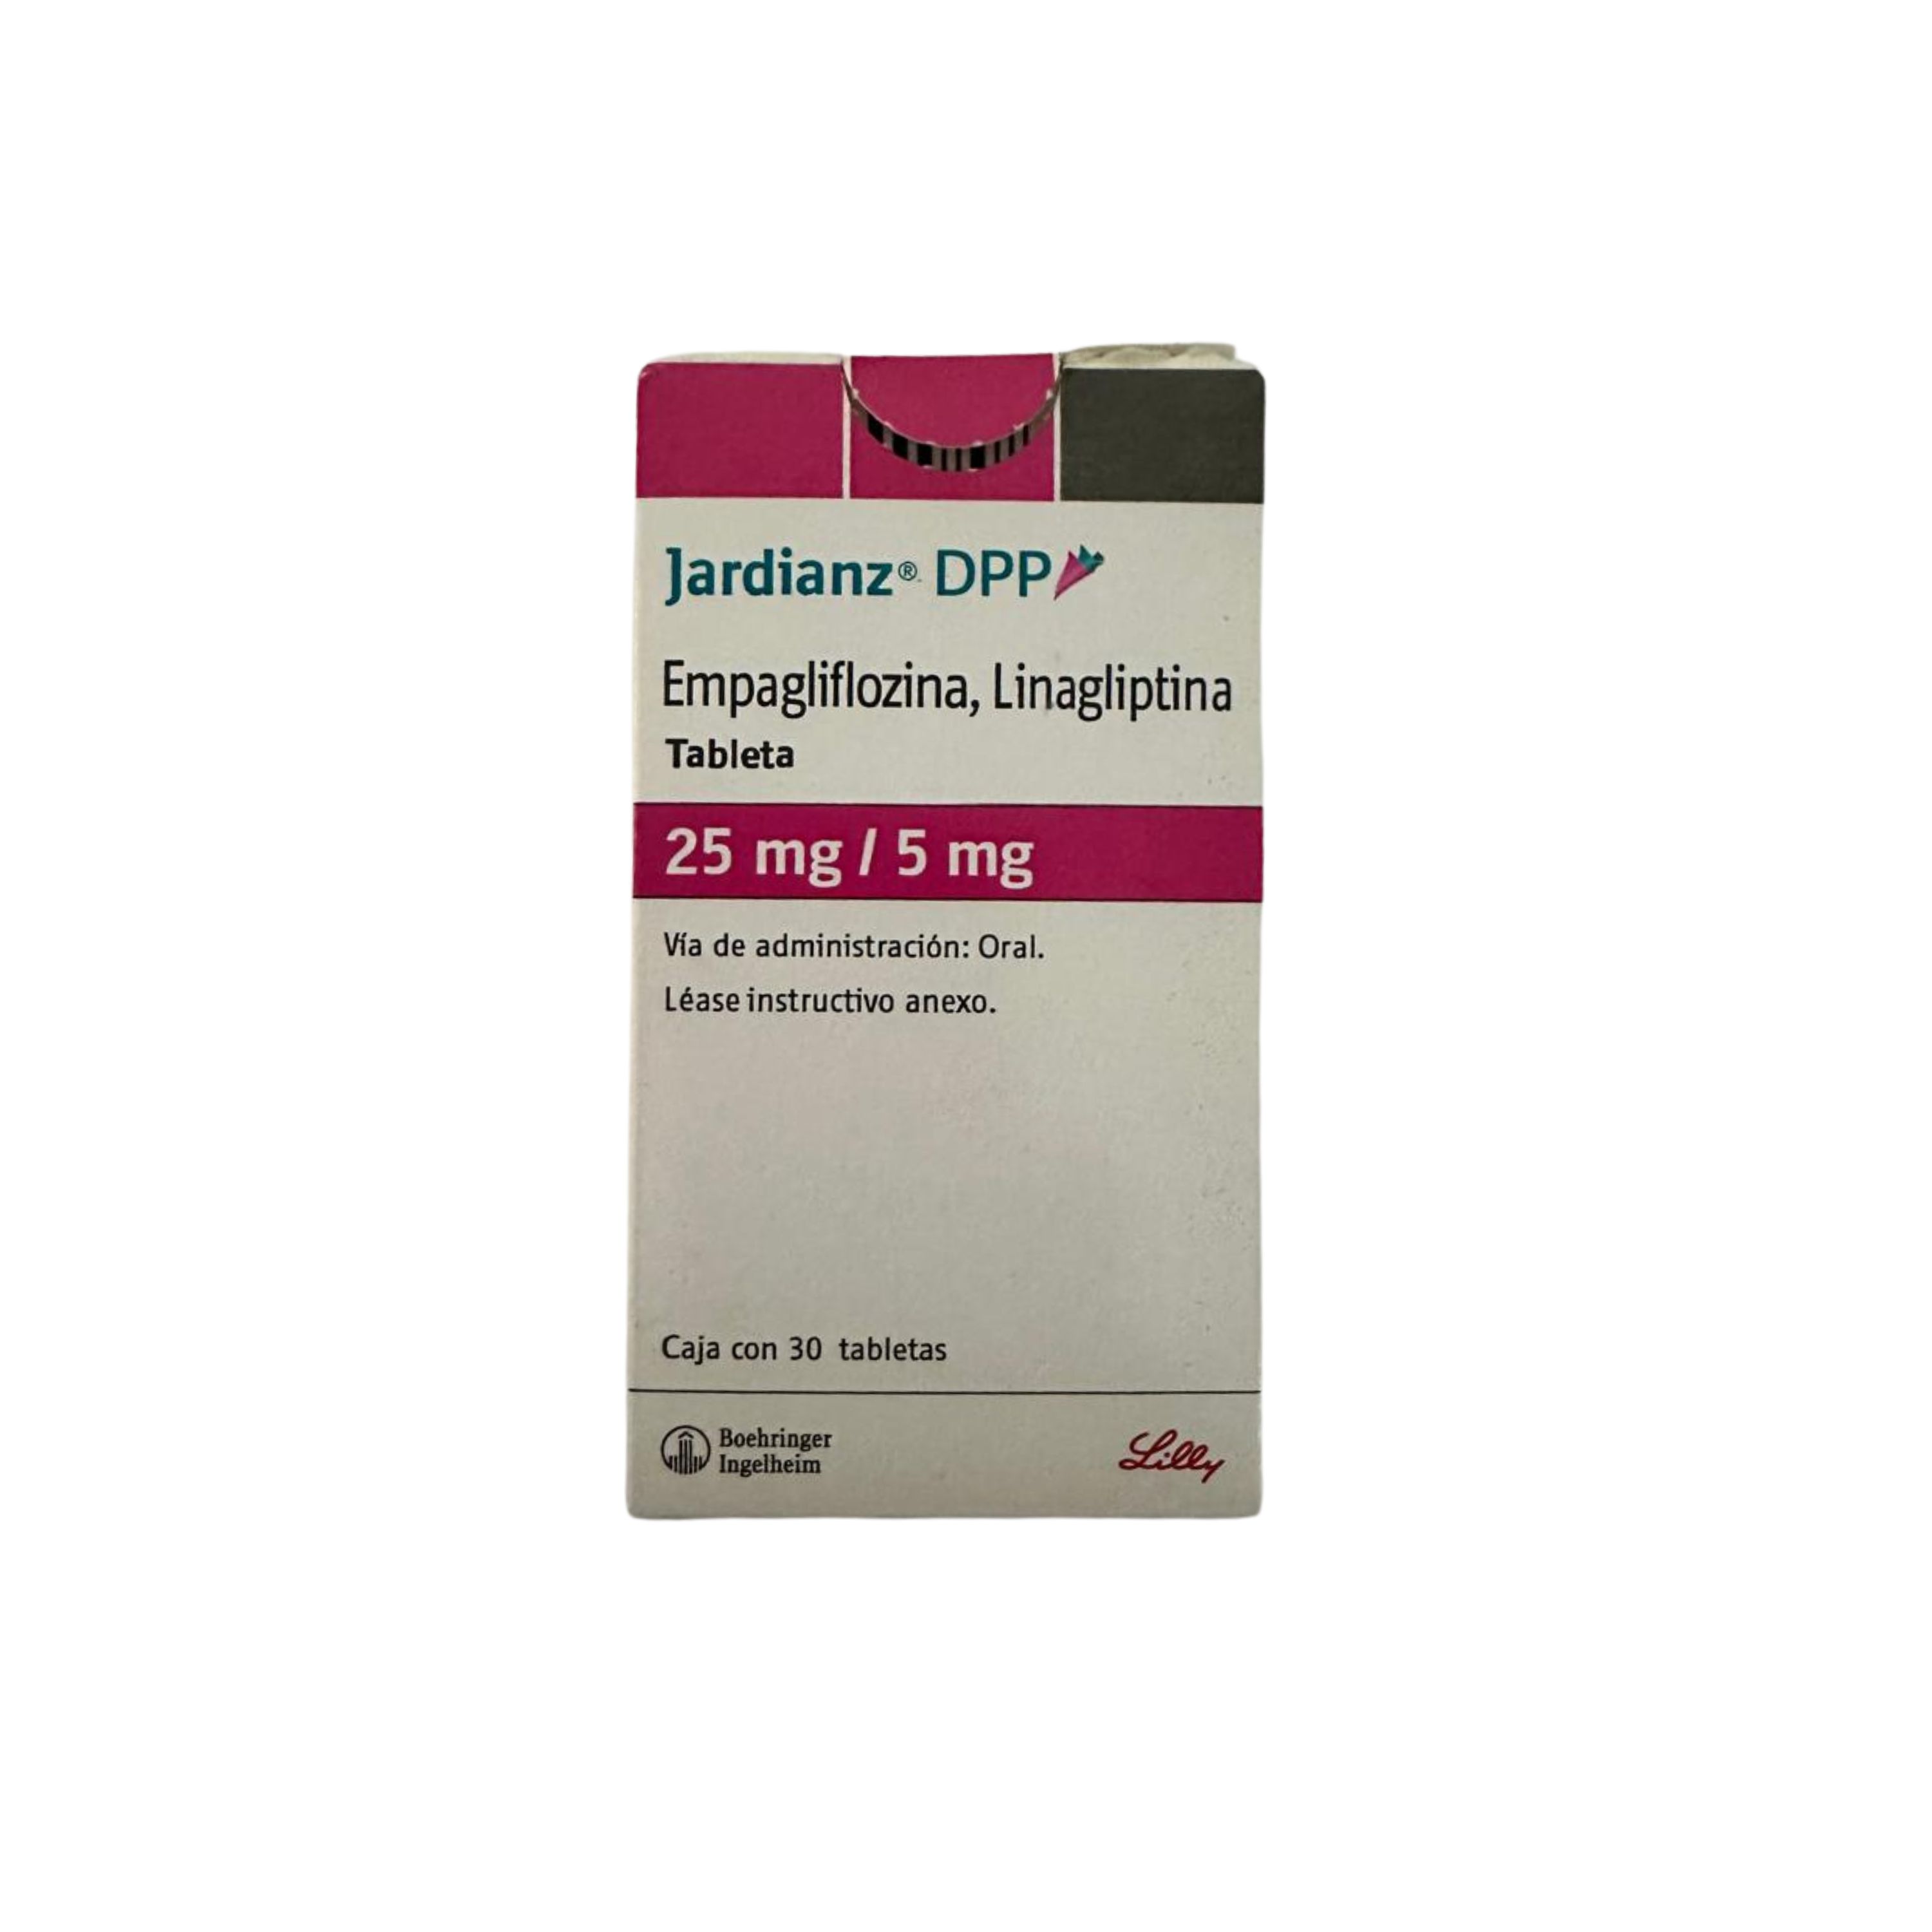 Jardianz® DPP
Empagliflozina, Linagliptina
Tableta
25 mg / 5 mg
Vía de administración: Oral.
Léase instructivo anexo.
Caja con 30 tabletas
Boehringer
Ingelheim
Lilly